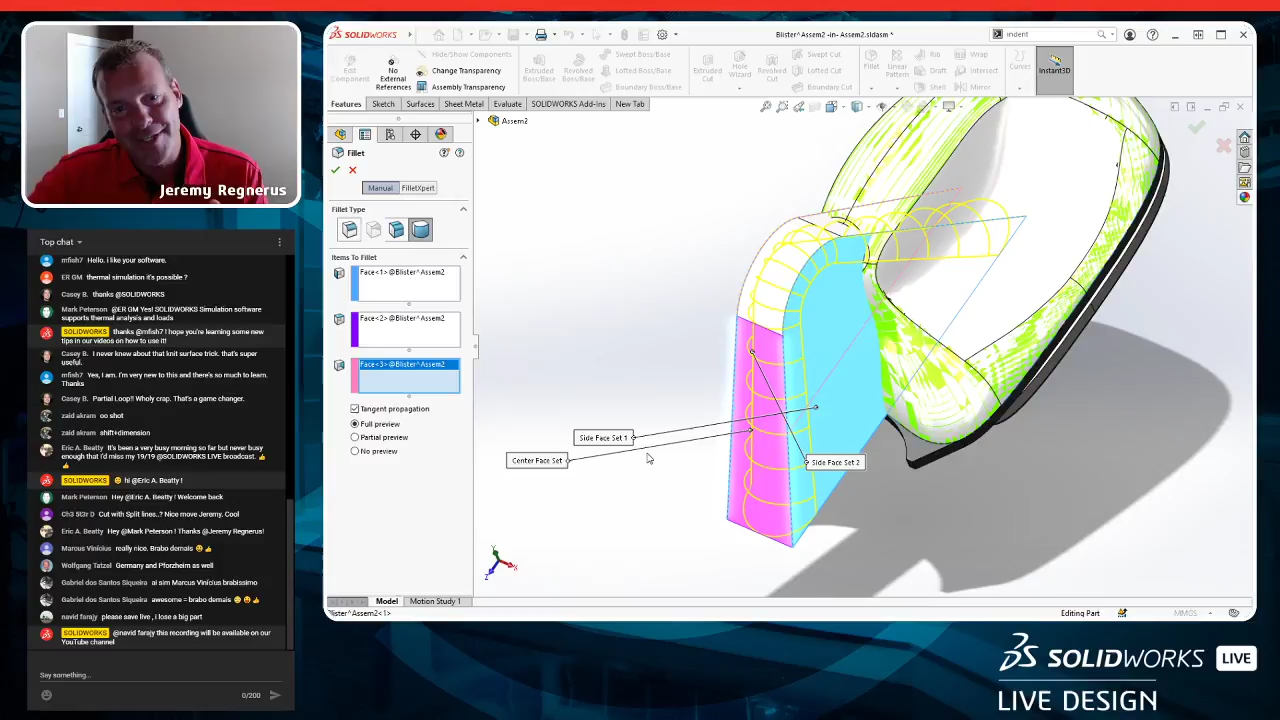 Jeremy Regnerus
Top chat
mfish7 Hello. i like your software.
ER GM thermal simulation it's possible ?
Casey B. thanks @SOLIDWORKS
Mark Peterson @ER GM Yes! SOLIDWORKS Simulation software
supports thermal analysis and loads
SOLIDWORKS thanks @mfish7 ! I hope you're learning some new
tips in our videos on how to use it!
Casey B. I never knew about that knit surface trick. that's super
useful.
mfish7 Yes, I am. I'm very new to this and there's so much to learn.
Thanks
Casey B. Partial Loop!! Wholy crap. That's a game changer.
zaid akram oo shot
zaid akram shift+dummy
Eric A. Beatty It's been a very busy morning so far but never busy
enough that I'd miss my 19/19 @SOLIDWORKS LIVE broadcast.
SOLIDWORKS hi @Eric A. Beatty !
Mark Peterson Hey @Eric A. Beatty ! Welcome back
Cut with Split lines..? Nice move Jeremy. Cool
Eric A. Beatty Hey @Mark Peterson ! Thanks @Jeremy Regnerus!
Marcus Vinícius really nice. Brabo demais
Wolfgang Tatzel Germany and Pforzheim as well
Gabriel dos Santos Siqueira ai sim Marcus Vinícius brabissimo
Gabriel dos Santos Siqueira awesome = brabo demais
navid farajy please save live , i lose a big part
SOLIDWORKS @navid farajy this recording will be available on our
YouTube channel
Say something...
0/200
SOLIDWORKS
Blister^Assem2 -in- Assem2.sldasm *
indent
Edit
Component
No
External
References
Hide/Show Components
Change Transparency
Assembly Transparency
Extruded
Boss/Base
Revolved
Boss/Base
Swept Boss/Base
Lofted Boss/Base
Boundary Boss/Base
Extruded
Cut
Hole
Wizard
Revolved
Cut
Swept Cut
Lofted Cut
Boundary Cut
Fillet
Linear
Pattern
Rib
Draft
Shell
Wrap
Intersect
Mirror
Curves
Instant3D
Features
Sketch
Surfaces
Sheet Metal
Evaluate
SOLIDWORKS Add-Ins
New Tab
Assem2
Fillet
Manual
FilletXpert
Fillet Type
Items To Fillet
Face<1>@Blister^Assem2
Face<2>@Blister^Assem2
Face<3>@Blister^Assem2
Tangent propagation
Full preview
Partial preview
No preview
Side Face Set 1
Center Face Set
Side Face Set 2
Y
X
Z
Model
Motion Study 1
Blister^Assem2<1>
Editing Part
MMGS
SOLIDWORKS LIVE
LIVE DESIGN